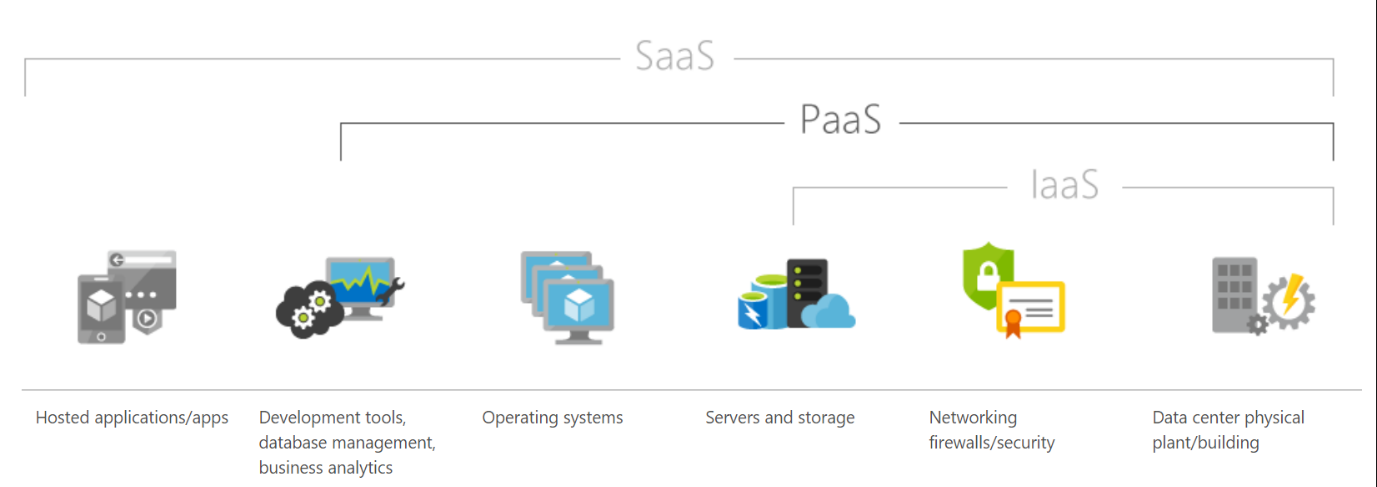 SaaS
PaaS
IaaS
Hosted applications/apps
Development tools,
database management,
business analytics
Operating systems
Servers and storage
Networking
firewalls/security
Data center physical
plant/building